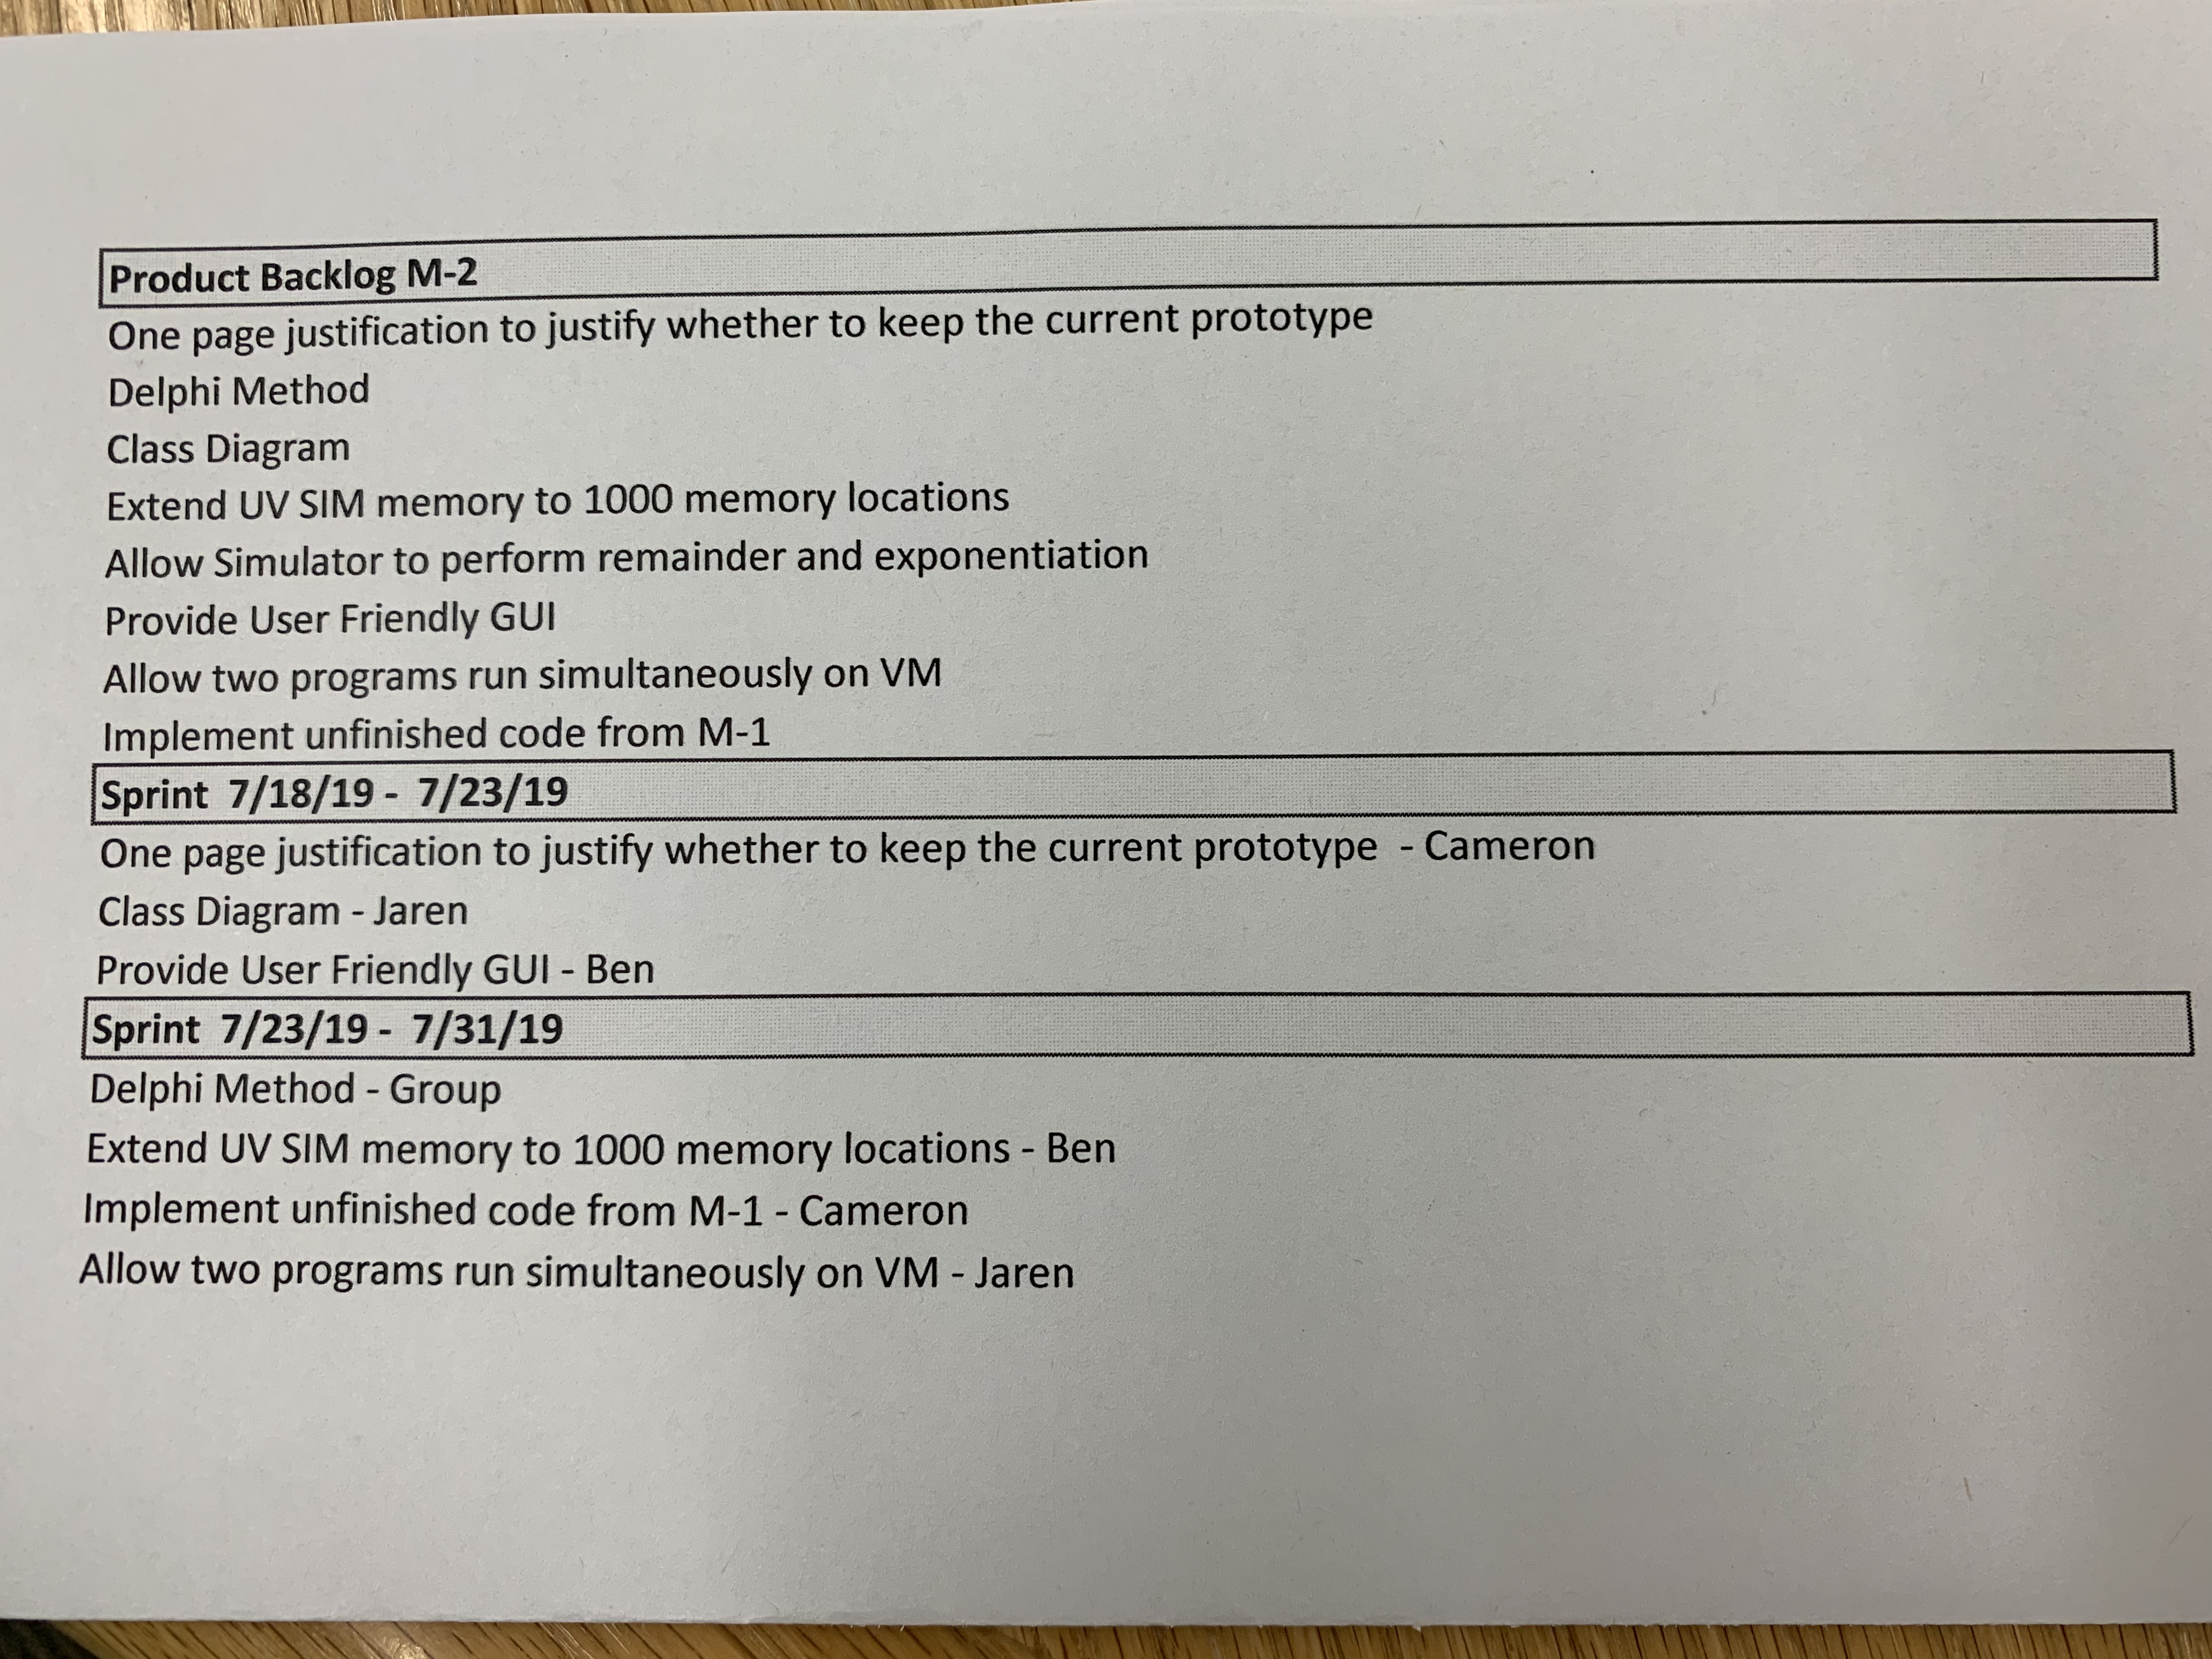 Product Backlog M-2
One page justification to justify whether to keep the current prototype
Delphi Method
Class Diagram
Extend UV SIM memory to 1000 memory locations
Allow Simulator to perform remainder and exponentiation
Provide User Friendly GUI
Allow two programs run simultaneously on VM
Implement unfinished code from M-1
Sprint 7/18/19 - 7/23/19
One page justification to justify whether to keep the current prototype - Cameron
Class Diagram - Jaren
Provide User Friendly GUI - Ben
Sprint 7/23/19 - 7/31/19
Delphi Method - Group
Extend UV SIM memory to 1000 memory locations - Ben
Implement unfinished code from M-1 - Cameron
Allow two programs run simultaneously on VM - Jaren